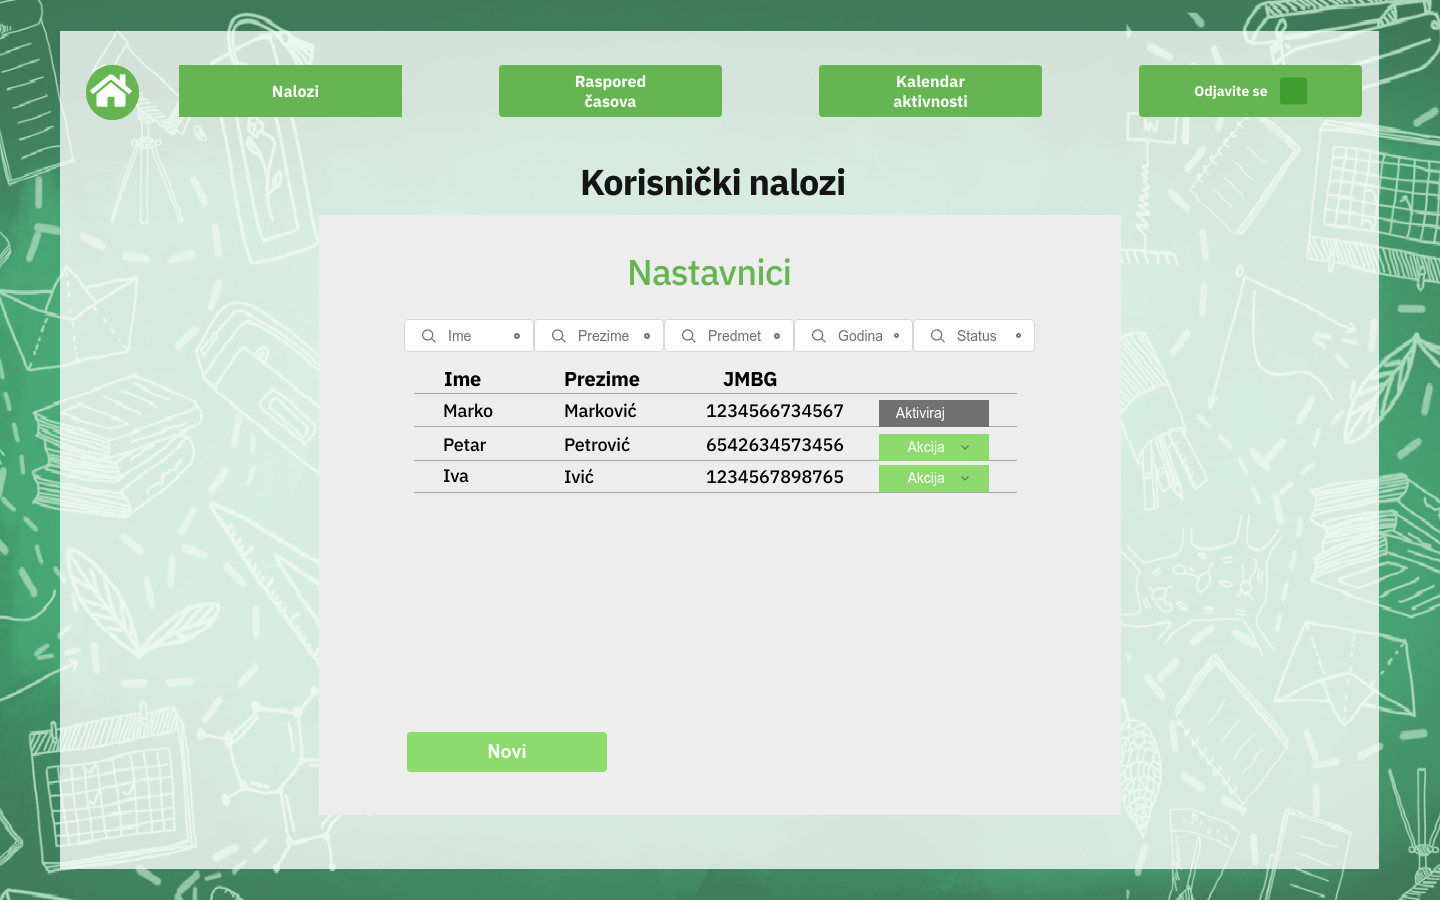 Nalozi
Raspored
časova
Kalendar
aktivnosti
Odjavite se
Korisnički nalozi
Nastavnici
Ime Prezime Predmet Godina Status
Ime Prezime JMBG
Marko Marković 1234566734567 Aktiviraj
Petar Petrović 6542634573456 Akcija
Iva Ivić 1234567898765 Akcija
Novi